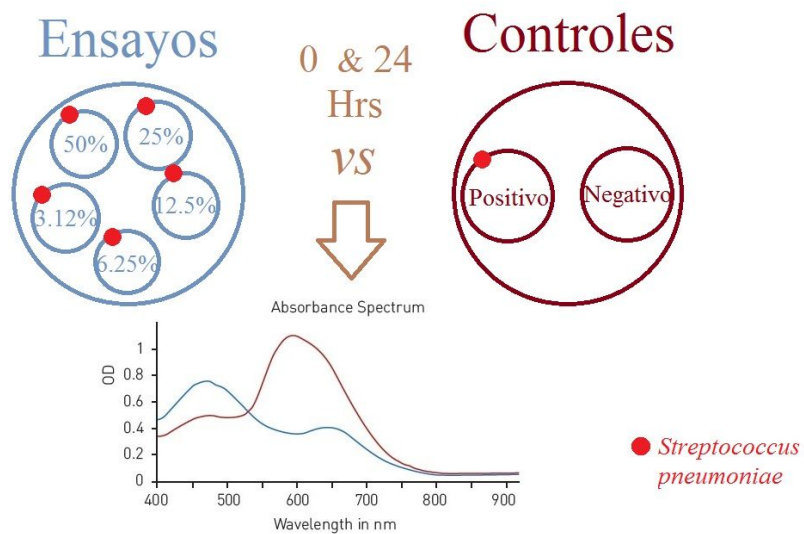 Ensayos
50%
25%
3.12%
12.5%
6.25%
0 & 24
Hrs
vs
Controles
Positivo
Negativo
Absorbance Spectrum
OD
1
0.8
0.6
0.4
0.2
0
400
500
600
700
800
900
Wavelength in nm
Streptococcus
pneumoniae